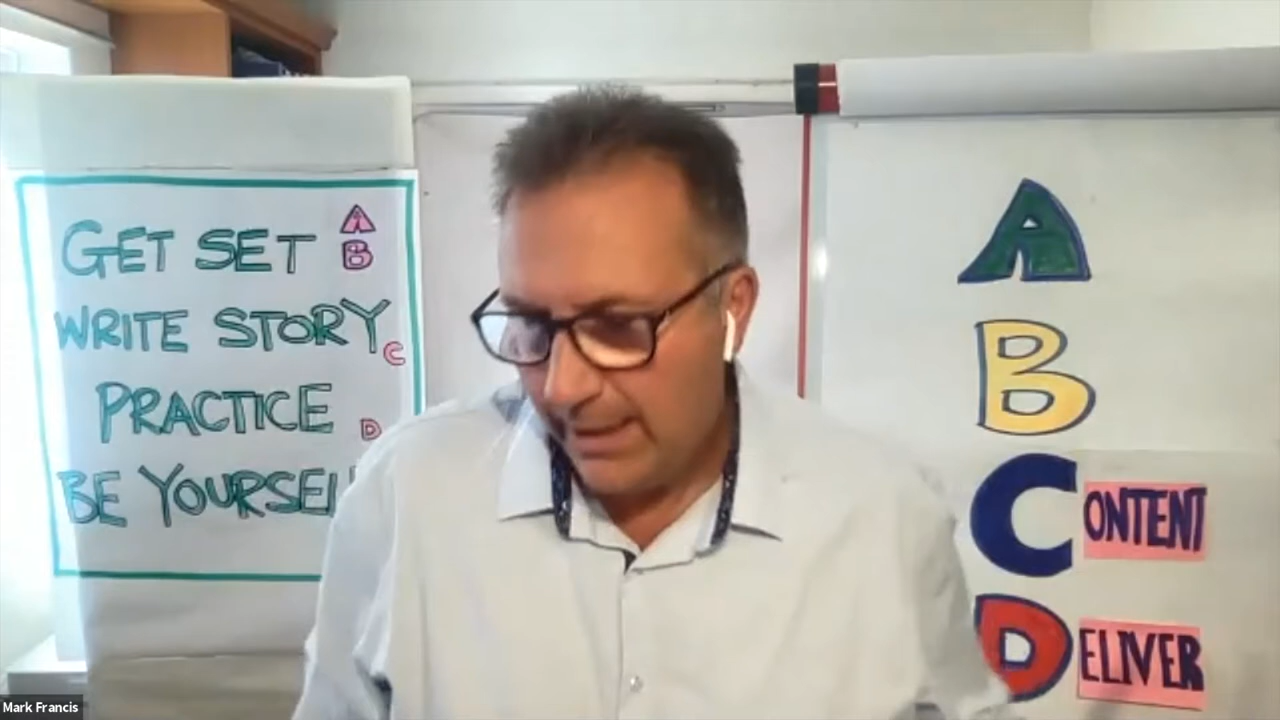 GET SET A
B
WRITE STORY C
PRACTICE D
BE YOURSEL
A
B
CONTENT
DELIVER
Mark Francis